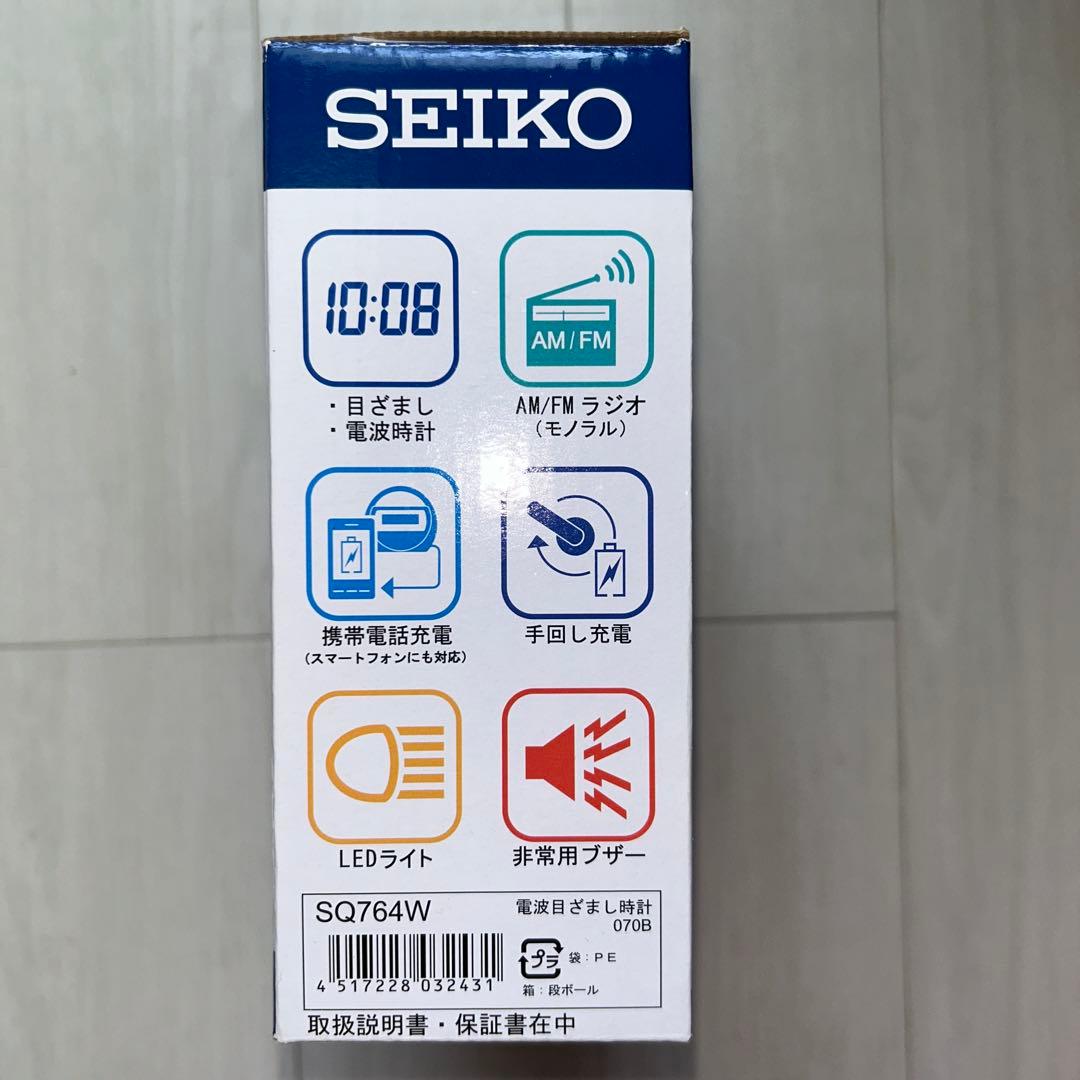 SEIKO
10:08
AM/FM
・目ざまし
・電波時計
AM/FMラジオ
(モノラル)
携帯電話充電
(スマートフォンにも対応)
手回し充電
LEDライト
非常用ブザー
SQ764W
電波目ざまし時計
070B
4 517228 032431
プラ
袋:PE
箱:段ボール
取扱説明書・保証書在中